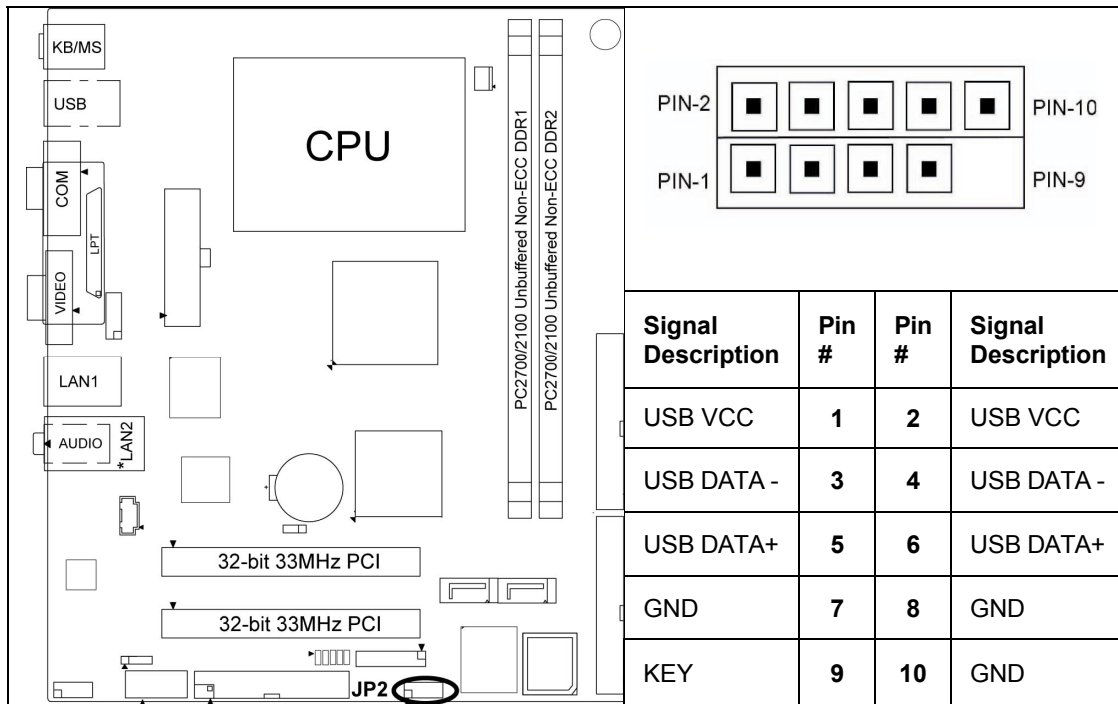 KB/MS
USB
COM
LPT
VIDEO
LAN1
AUDIO
*LAN2
CPU
PC2700/2100 Unbuffered Non-ECC DDR1
PC2700/2100 Unbuffered Non-ECC DDR2
+
32-bit 33MHz PCI
32-bit 33MHz PCI
JP2
PIN-2 PIN-10
PIN-1 PIN-9
Signal Description Pin # Pin # Signal Description
USB VCC 1 2 USB VCC
USB DATA - 3 4 USB DATA -
USB DATA+ 5 6 USB DATA+
GND 7 8 GND
KEY 9 10 GND